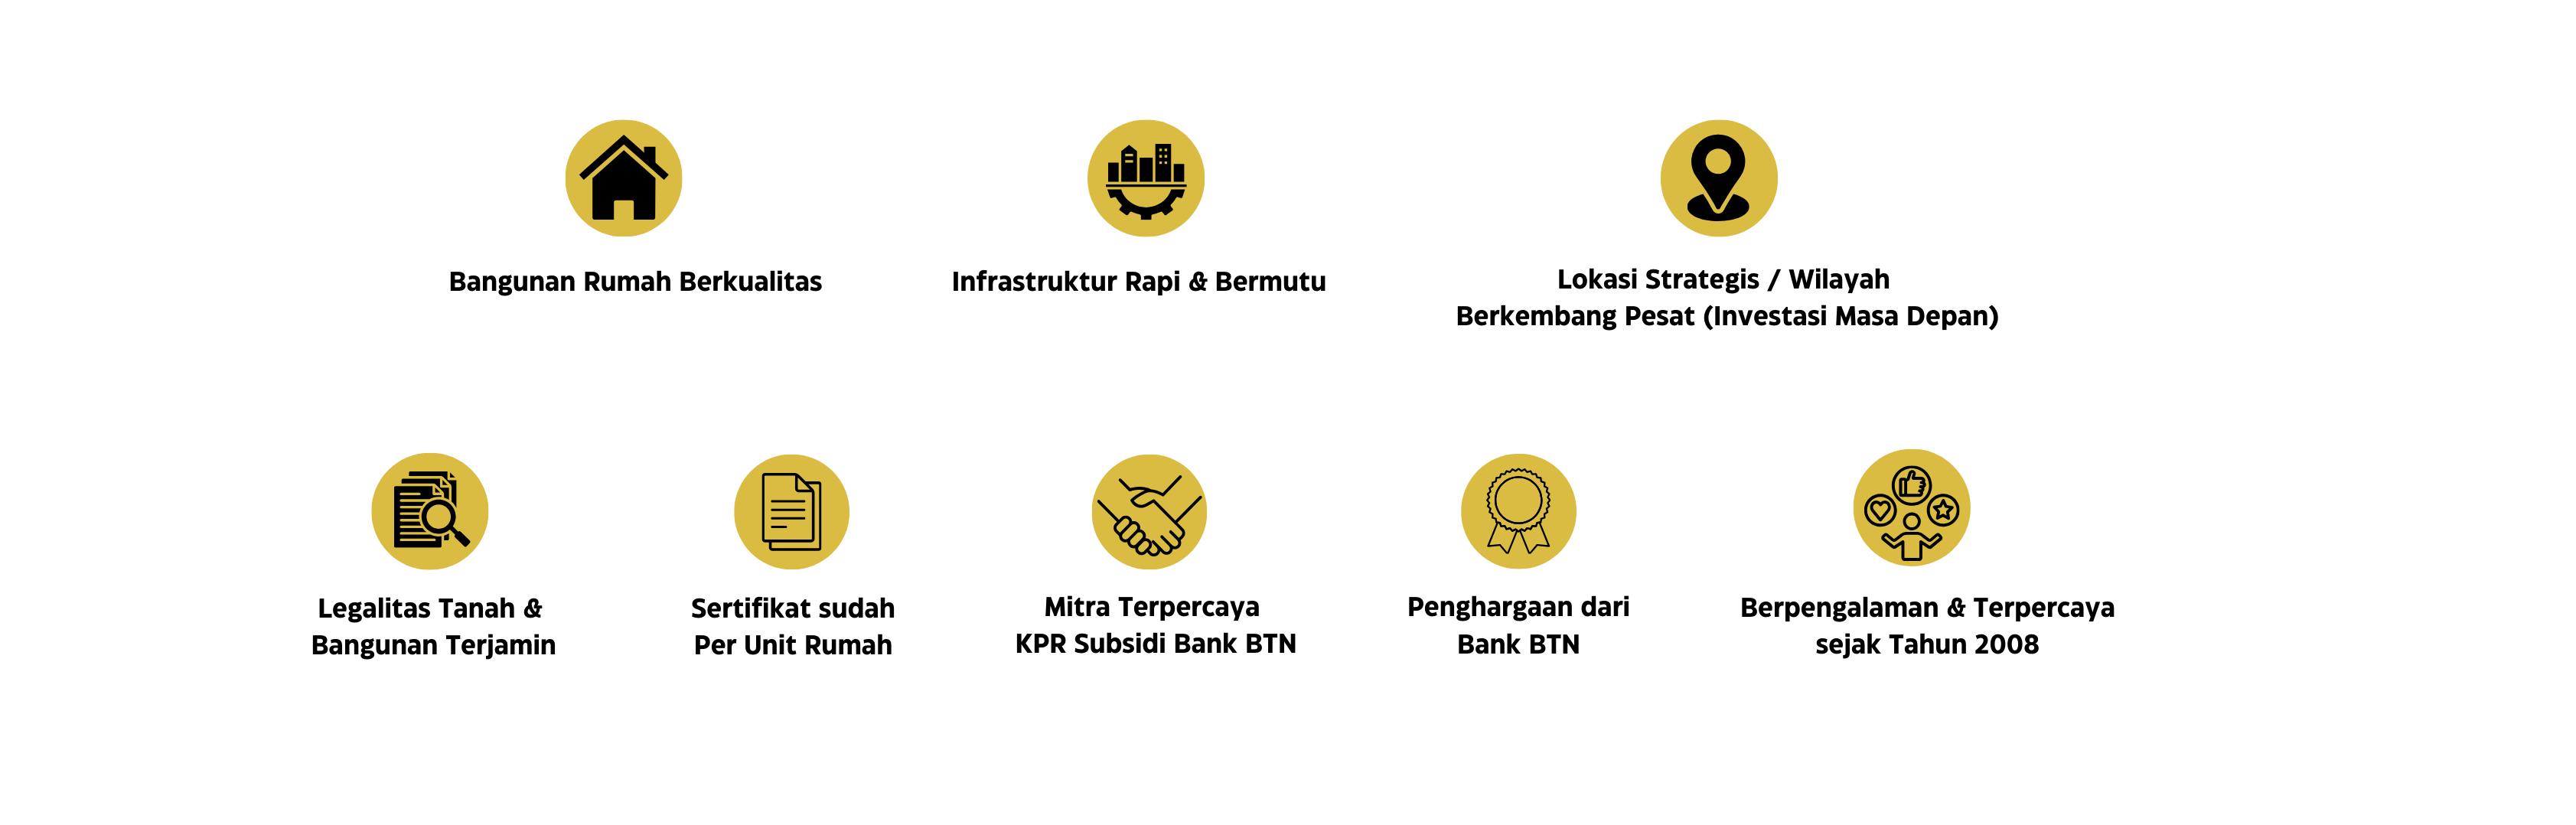 Bangunan Rumah Berkualitas
Infrastruktur Rapi & Bermutu
Lokasi Strategis / Wilayah
Berkembang Pesat (Investasi Masa Depan)
Legalitas Tanah &
Bangunan Terjamin
Sertifikat sudah
Per Unit Rumah
Mitra Terpercaya
KPR Subsidi Bank BTN
Penghargaan dari
Bank BTN
Berpengalaman & Terpercaya
sejak Tahun 2008